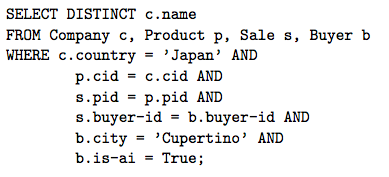 SELECT DISTINCT c.name
FROM Company c, Product p, Sale s, Buyer b
WHERE c.country = ’Japan’ AND
p.cid = c.cid AND
s.pid = p.pid AND
s.buyer-id = b.buyer-id AND
b.city = ’Cupertino’ AND
b.is-ai = True;